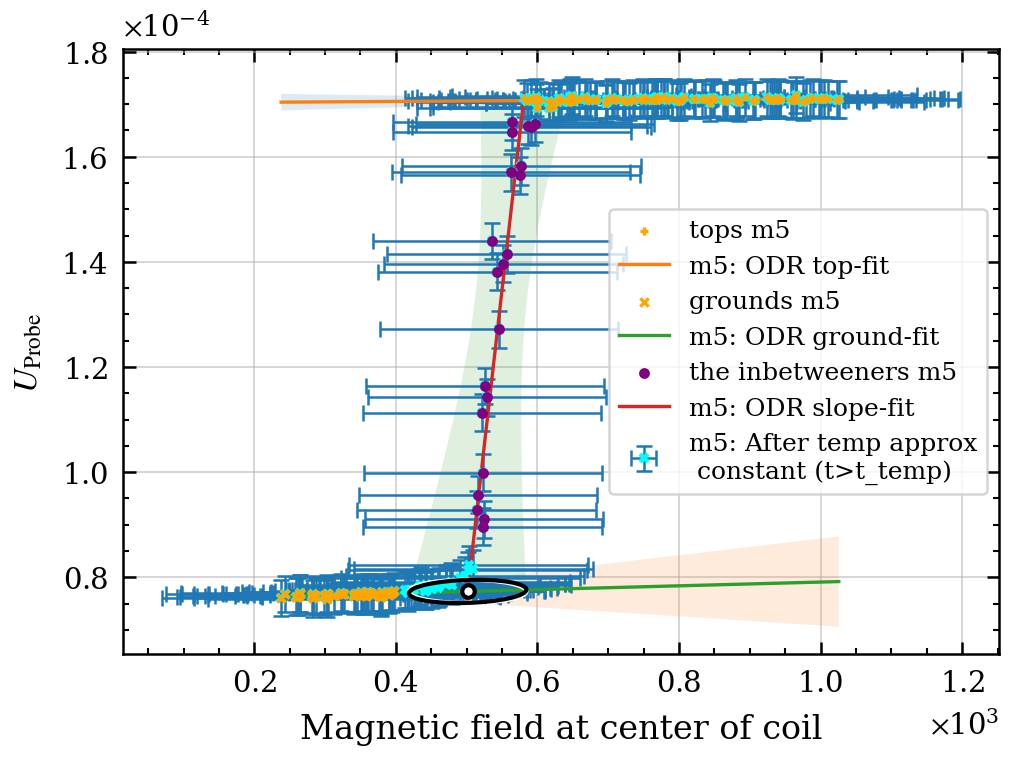 ×10⁻⁴
1.8
1.6
1.4
1.2
1.0
0.8
U_Probe
tops m5
m5: ODR top-fit
grounds m5
m5: ODR ground-fit
the inbetweeners m5
m5: ODR slope-fit
m5: After temp approx
constant (t>t_temp)
0.2 0.4 0.6 0.8 1.0 1.2
×10³
Magnetic field at center of coil